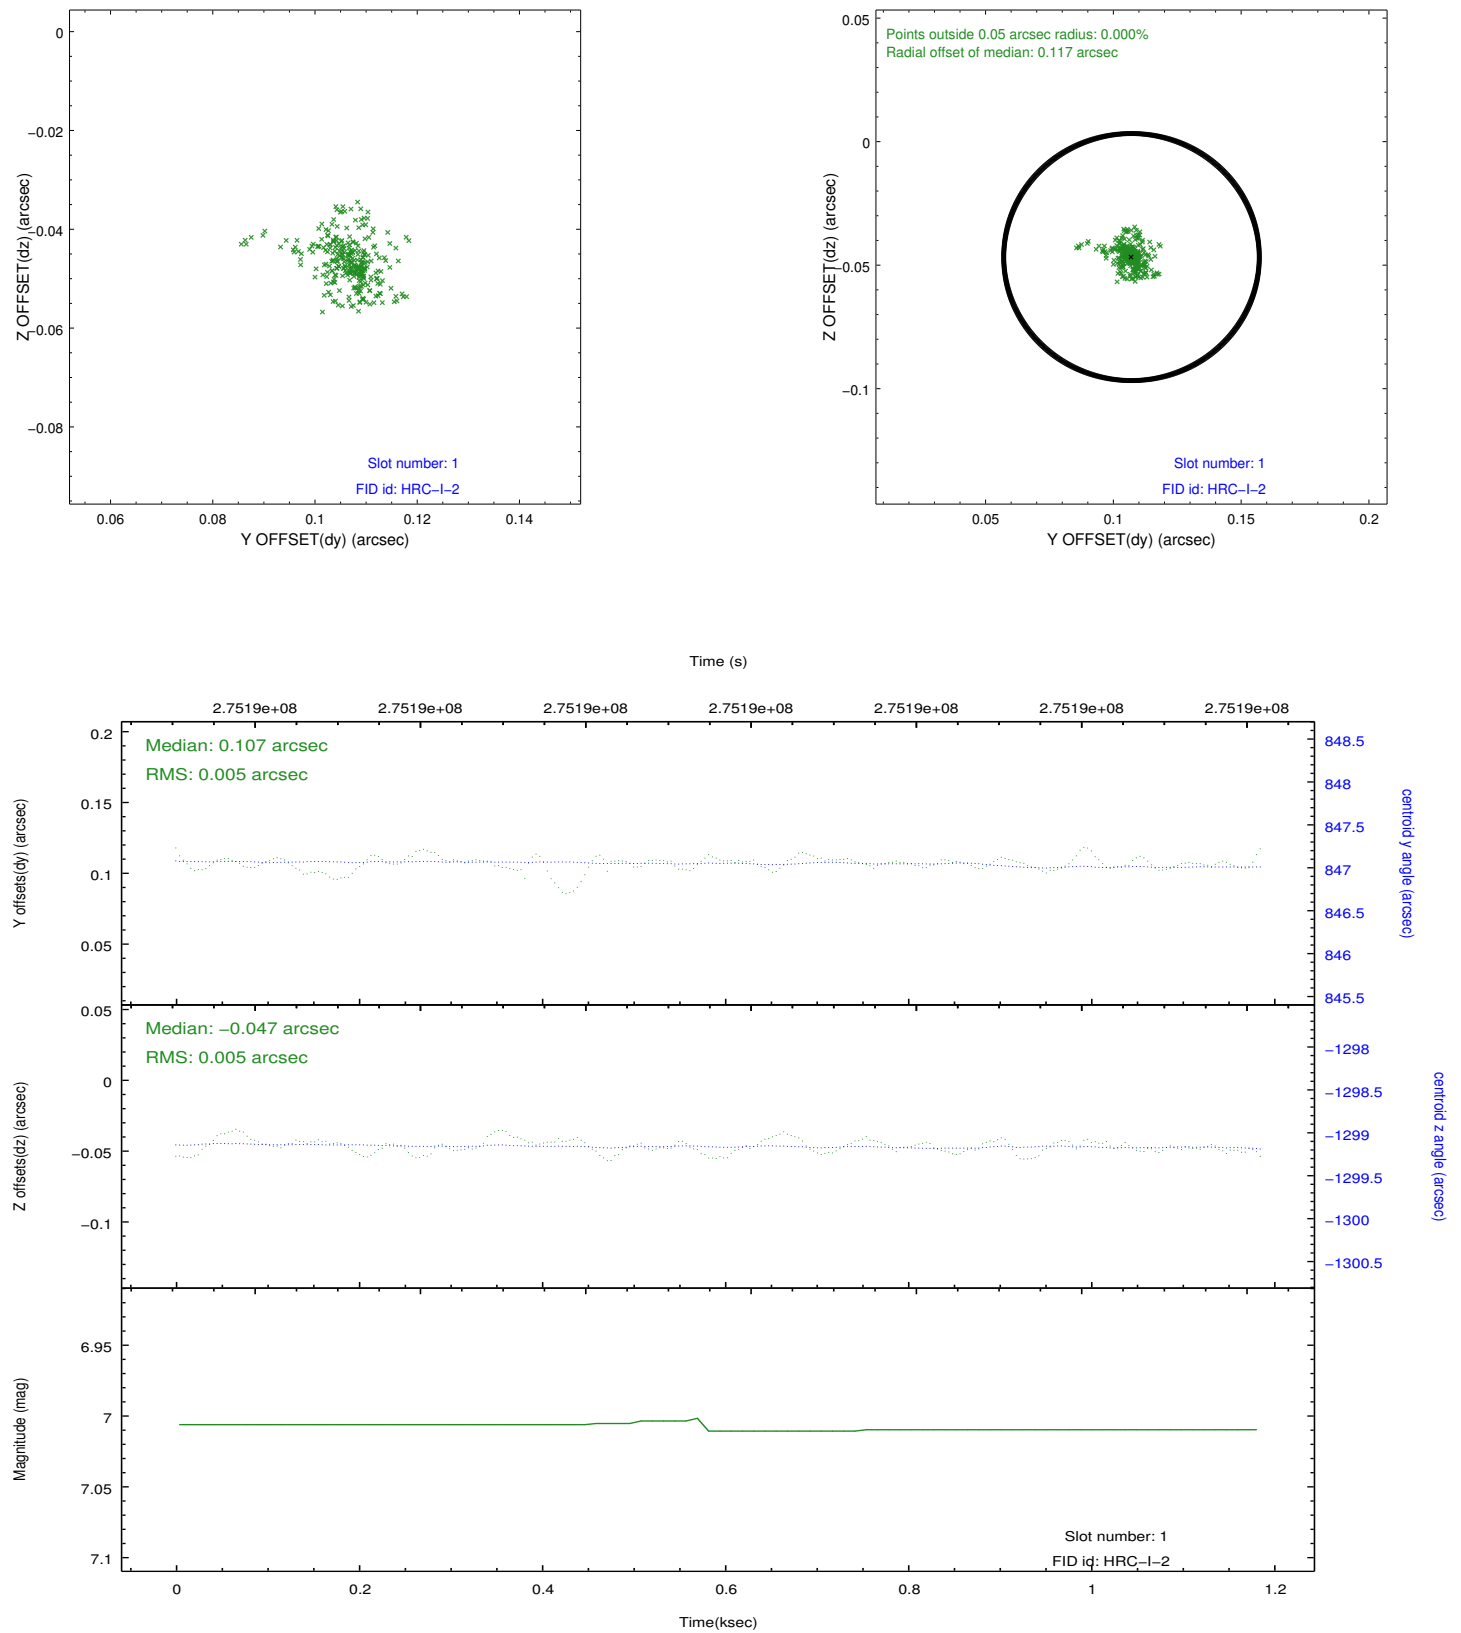 0
−0.02
−0.04
−0.06
−0.08
Z OFFSET(dz) (arcsec)
0.06
0.08
0.1
0.12
0.14
Y OFFSET(dy) (arcsec)
Slot number: 1
FID id: HRC−I−2
Points outside 0.05 arcsec radius: 0.000%
Radial offset of median: 0.117 arcsec
0.05
0
−0.05
−0.1
Z OFFSET(dz) (arcsec)
0.05
0.1
0.15
0.2
Y OFFSET(dy) (arcsec)
Slot number: 1
FID id: HRC−I−2
Time (s)
2.7519e+08
2.7519e+08
2.7519e+08
2.7519e+08
2.7519e+08
2.7519e+08
2.7519e+08
Median: 0.107 arcsec
RMS: 0.005 arcsec
0.2
0.15
0.1
0.05
Y offsets(dy) (arcsec)
848.5
848
847.5
847
846.5
846
845.5
centroid y angle (arcsec)
Median: −0.047 arcsec
RMS: 0.005 arcsec
0.05
0
−0.05
−0.1
Z offsets(dz) (arcsec)
−1298
−1298.5
−1299
−1299.5
−1300
−1300.5
centroid z angle (arcsec)
6.95
7
7.05
7.1
Magnitude (mag)
Slot number: 1
FID id: HRC−I−2
0
0.2
0.4
0.6
0.8
1
1.2
Time(ksec)